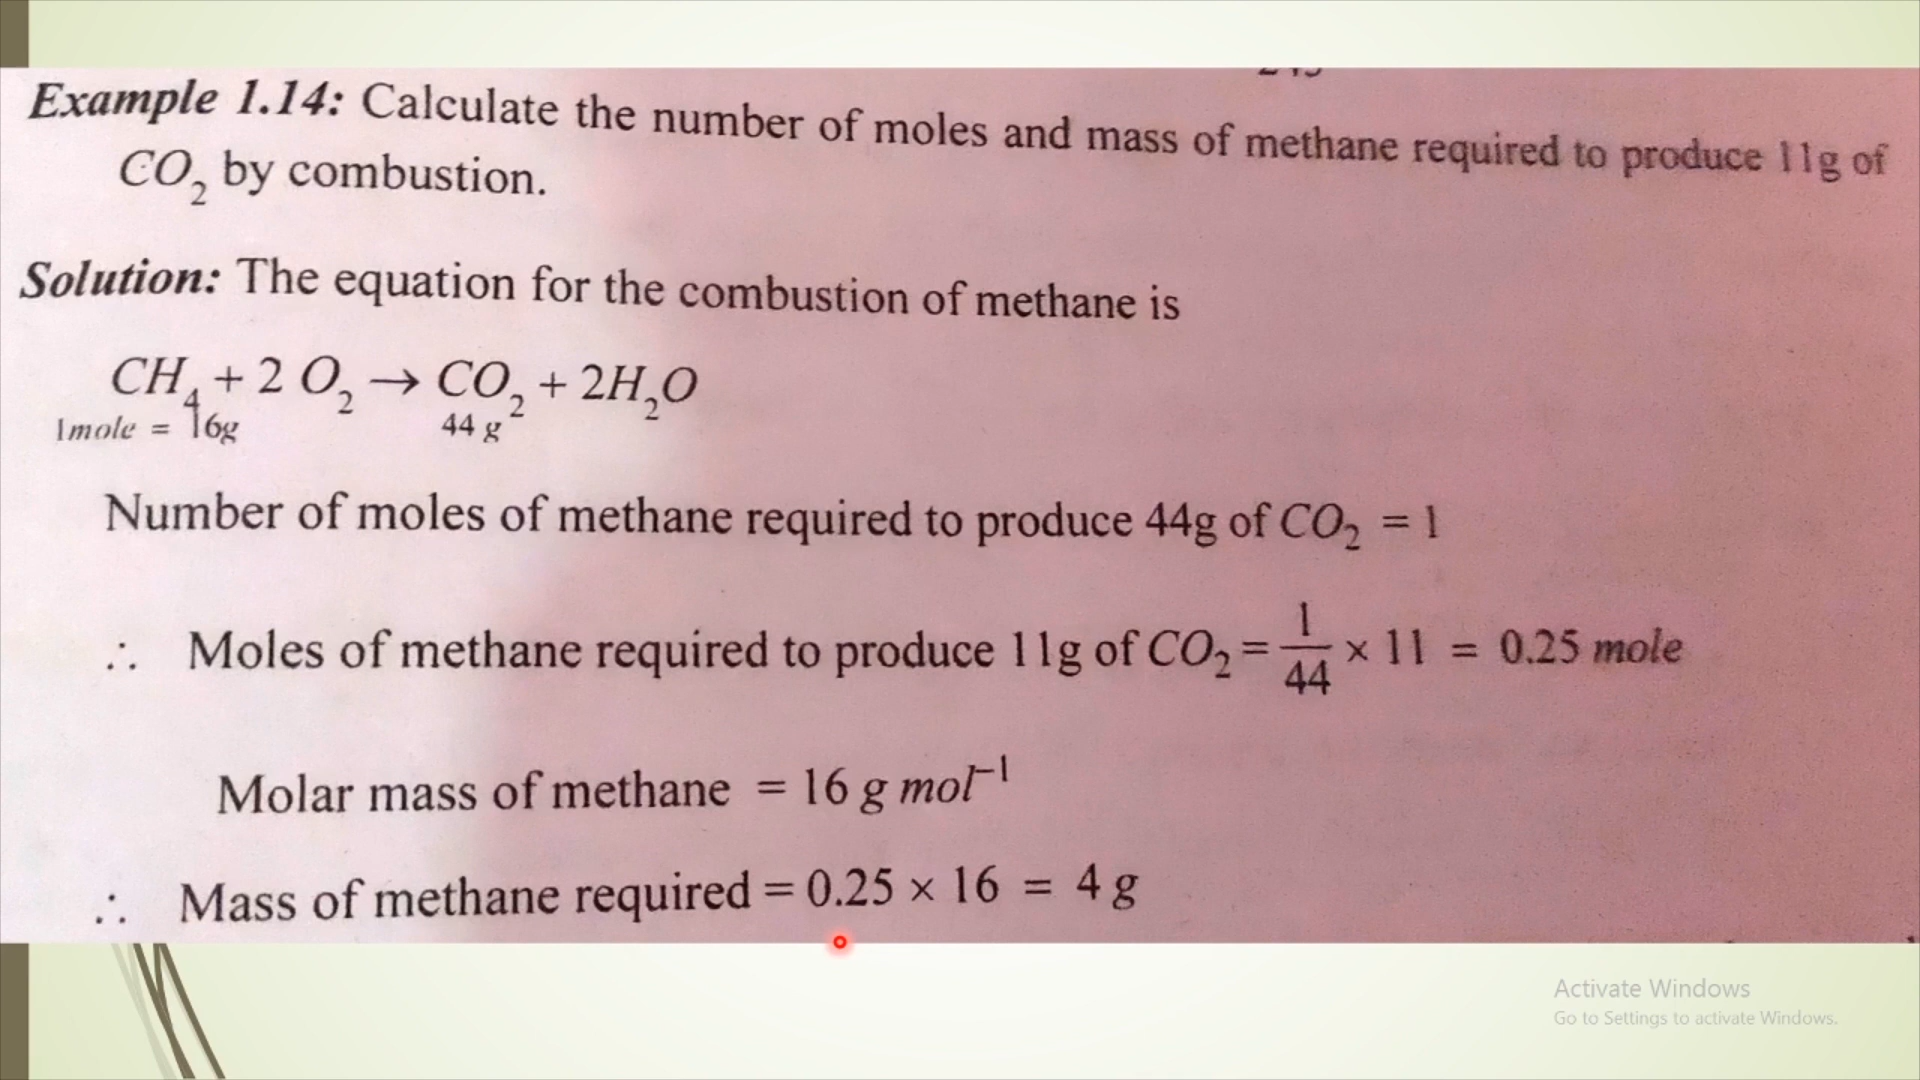 Example 1.14: Calculate the number of moles and mass of methane required to produce 11g of
CO₂ by combustion.
Solution: The equation for the combustion of methane is
CH₄ + 2 O₂ → CO₂ + 2H₂O
1mole = 16g 44 g
Number of moles of methane required to produce 44g of CO₂ = 1
∴ Moles of methane required to produce 11g of CO₂ = 1/44 × 11 = 0.25 mole
Molar mass of methane = 16 g mol⁻¹
∴ Mass of methane required = 0.25 × 16 = 4 g
Activate Windows
Go to Settings to activate Windows.